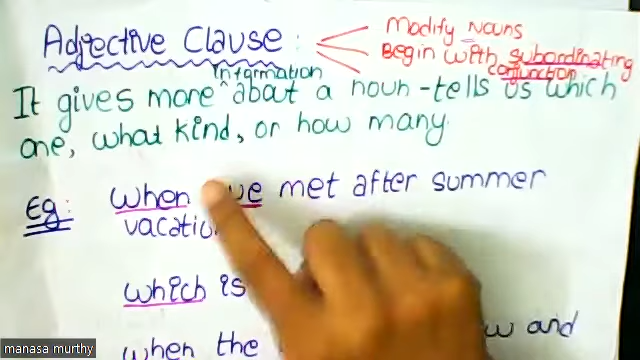 Adjective Clause :
Modify Nouns
Begin with subordinating
conjunction
information
It gives more ^ about a noun - tells us which
one, what kind, or how many.
Eg: when we met after summer
which is
when the and
manasa murthy